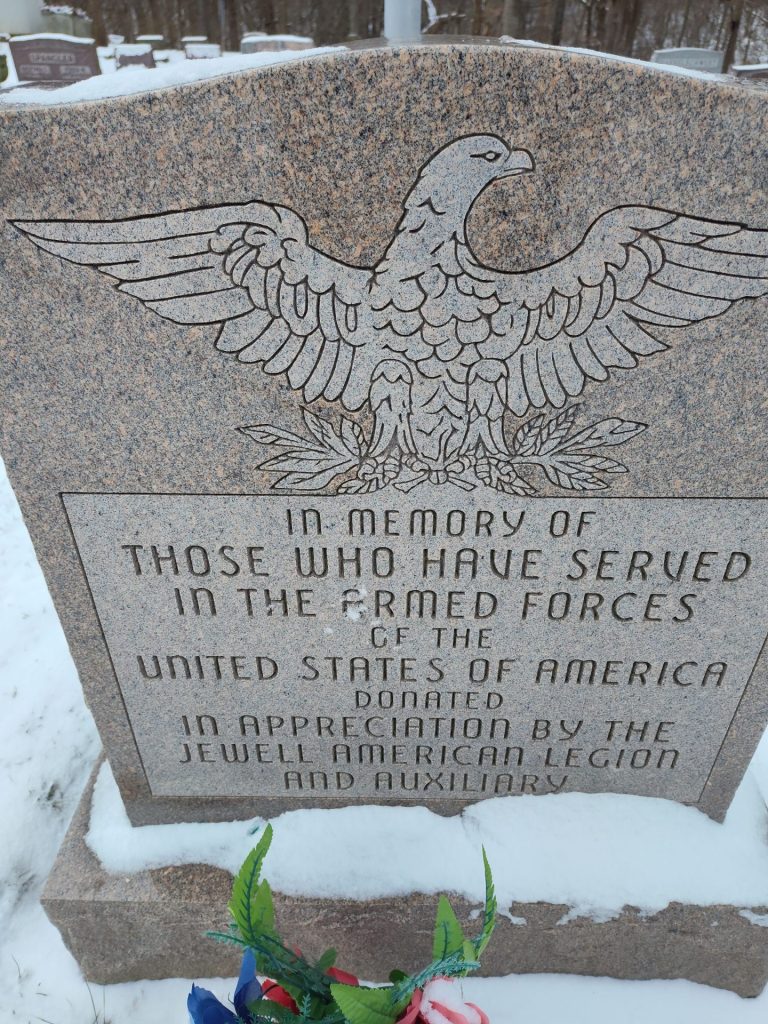 IN MEMORY OF
THOSE WHO HAVE SERVED
IN THE ARMED FORCES
OF THE
UNITED STATES OF AMERICA
DONATED
IN APPRECIATION BY THE
JEWELL AMERICAN LEGION
AND AUXILIARY